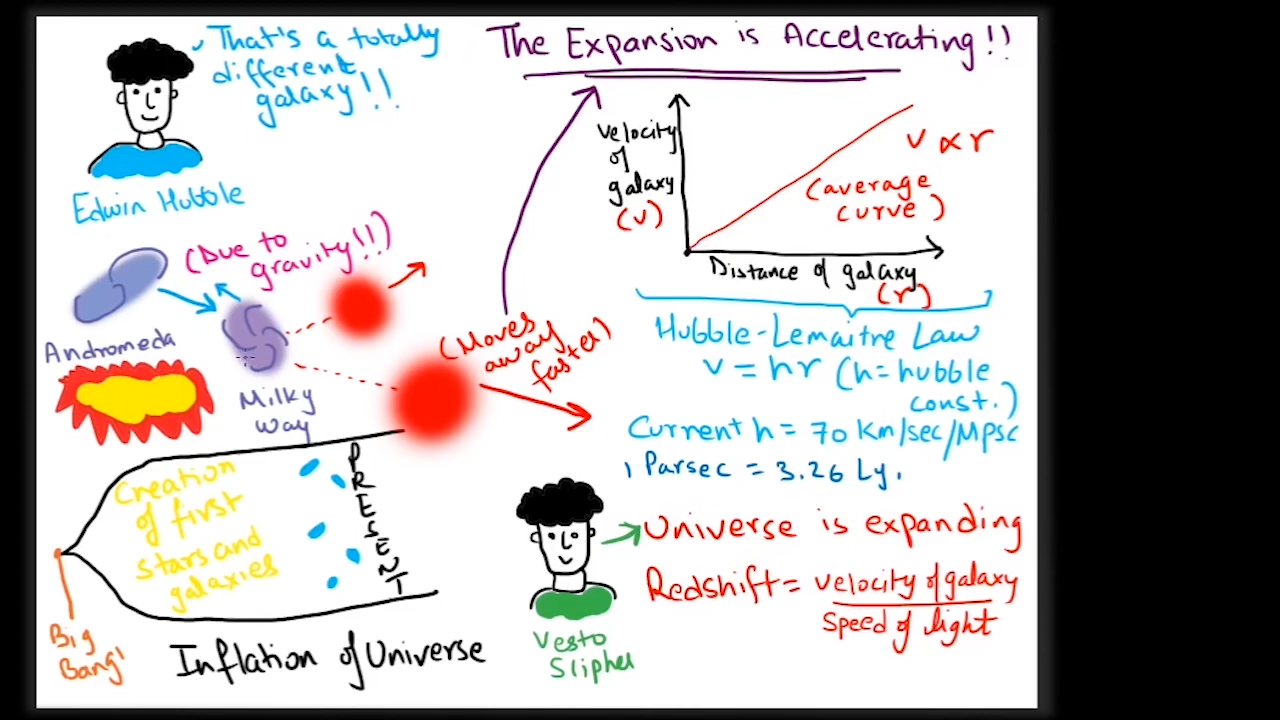 That's a totally
different
galaxy!!
Edwin Hubble
The Expansion is Accelerating!!
Velocity
of
galaxy
(v)
v ∝ r
(average
curve)
Distance of galaxy
(r)
(Due to
gravity!!)
Andromeda
Milky
way
(Moves
away
faster)
Hubble-Lemaitre Law
v = hr (h=hubble
const.)
Current h = 70 Km/sec/MPsc
1 Parsec = 3.26 Ly.
Creation
of first
stars and
galaxies
PRESENT
Big
Bang
Inflation of Universe
Universe is expanding
Redshift = velocity of galaxy
speed of light
Vesto
Slipher